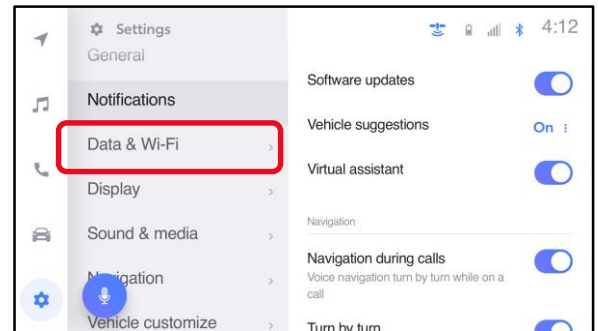 Settings
4:12
General
Notifications
Data & Wi-Fi
Display
Sound & media
Navigation
Vehicle customize
Software updates
Vehicle suggestions
On
Virtual assistant
Navigation
Navigation during calls
Voice navigation turn by turn while on a
call
Turn by turn